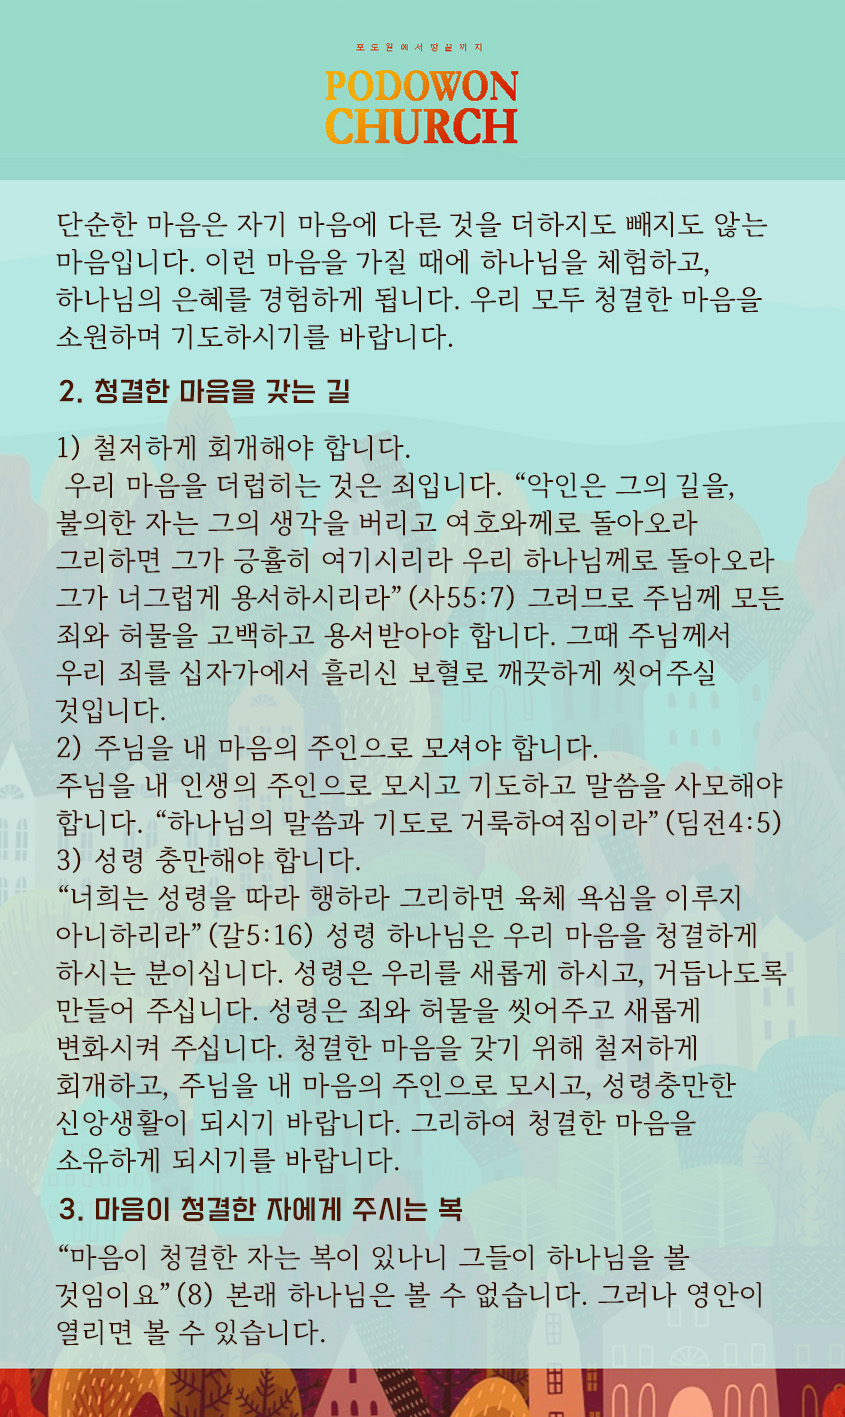 포도원에서땅끝까지
PODOWON
CHURCH
단순한 마음은 자기 마음에 다른 것을 더하지도 빼지도 않는
마음입니다. 이런 마음을 가질 때에 하나님을 체험하고,
하나님의 은혜를 경험하게 됩니다. 우리 모두 청결한 마음을
소원하며 기도하시기를 바랍니다.
2. 청결한 마음을 갖는 길
1) 철저하게 회개해야 합니다.
우리 마음을 더럽히는 것은 죄입니다. “악인은 그의 길을,
불의한 자는 그의 생각을 버리고 여호와께로 돌아오라
그리하면 그가 긍휼히 여기시리라 우리 하나님께로 돌아오라
그가 너그럽게 용서하시리라”(사55:7) 그러므로 주님께 모든
죄와 허물을 고백하고 용서받아야 합니다. 그때 주님께서
우리 죄를 십자가에서 흘리신 보혈로 깨끗하게 씻어주실
것입니다.
2) 주님을 내 마음의 주인으로 모셔야 합니다.
주님을 내 인생의 주인으로 모시고 기도하고 말씀을 사모해야
합니다. “하나님의 말씀과 기도로 거룩하여짐이라”(딤전4:5)
3) 성령 충만해야 합니다.
“너희는 성령을 따라 행하라 그리하면 육체 욕심을 이루지
아니하리라”(갈5:16) 성령 하나님은 우리 마음을 청결하게
하시는 분이십니다. 성령은 우리를 새롭게 하시고, 거듭나도록
만들어 주십니다. 성령은 죄와 허물을 씻어주고 새롭게
변화시켜 주십니다. 청결한 마음을 갖기 위해 철저하게
회개하고, 주님을 내 마음의 주인으로 모시고, 성령충만한
신앙생활이 되시기 바랍니다. 그리하여 청결한 마음을
소유하게 되시기를 바랍니다.
3. 마음이 청결한 자에게 주시는 복
“마음이 청결한 자는 복이 있나니 그들이 하나님을 볼
것임이요”(8) 본래 하나님은 볼 수 없습니다. 그러나 영안이
열리면 볼 수 있습니다.